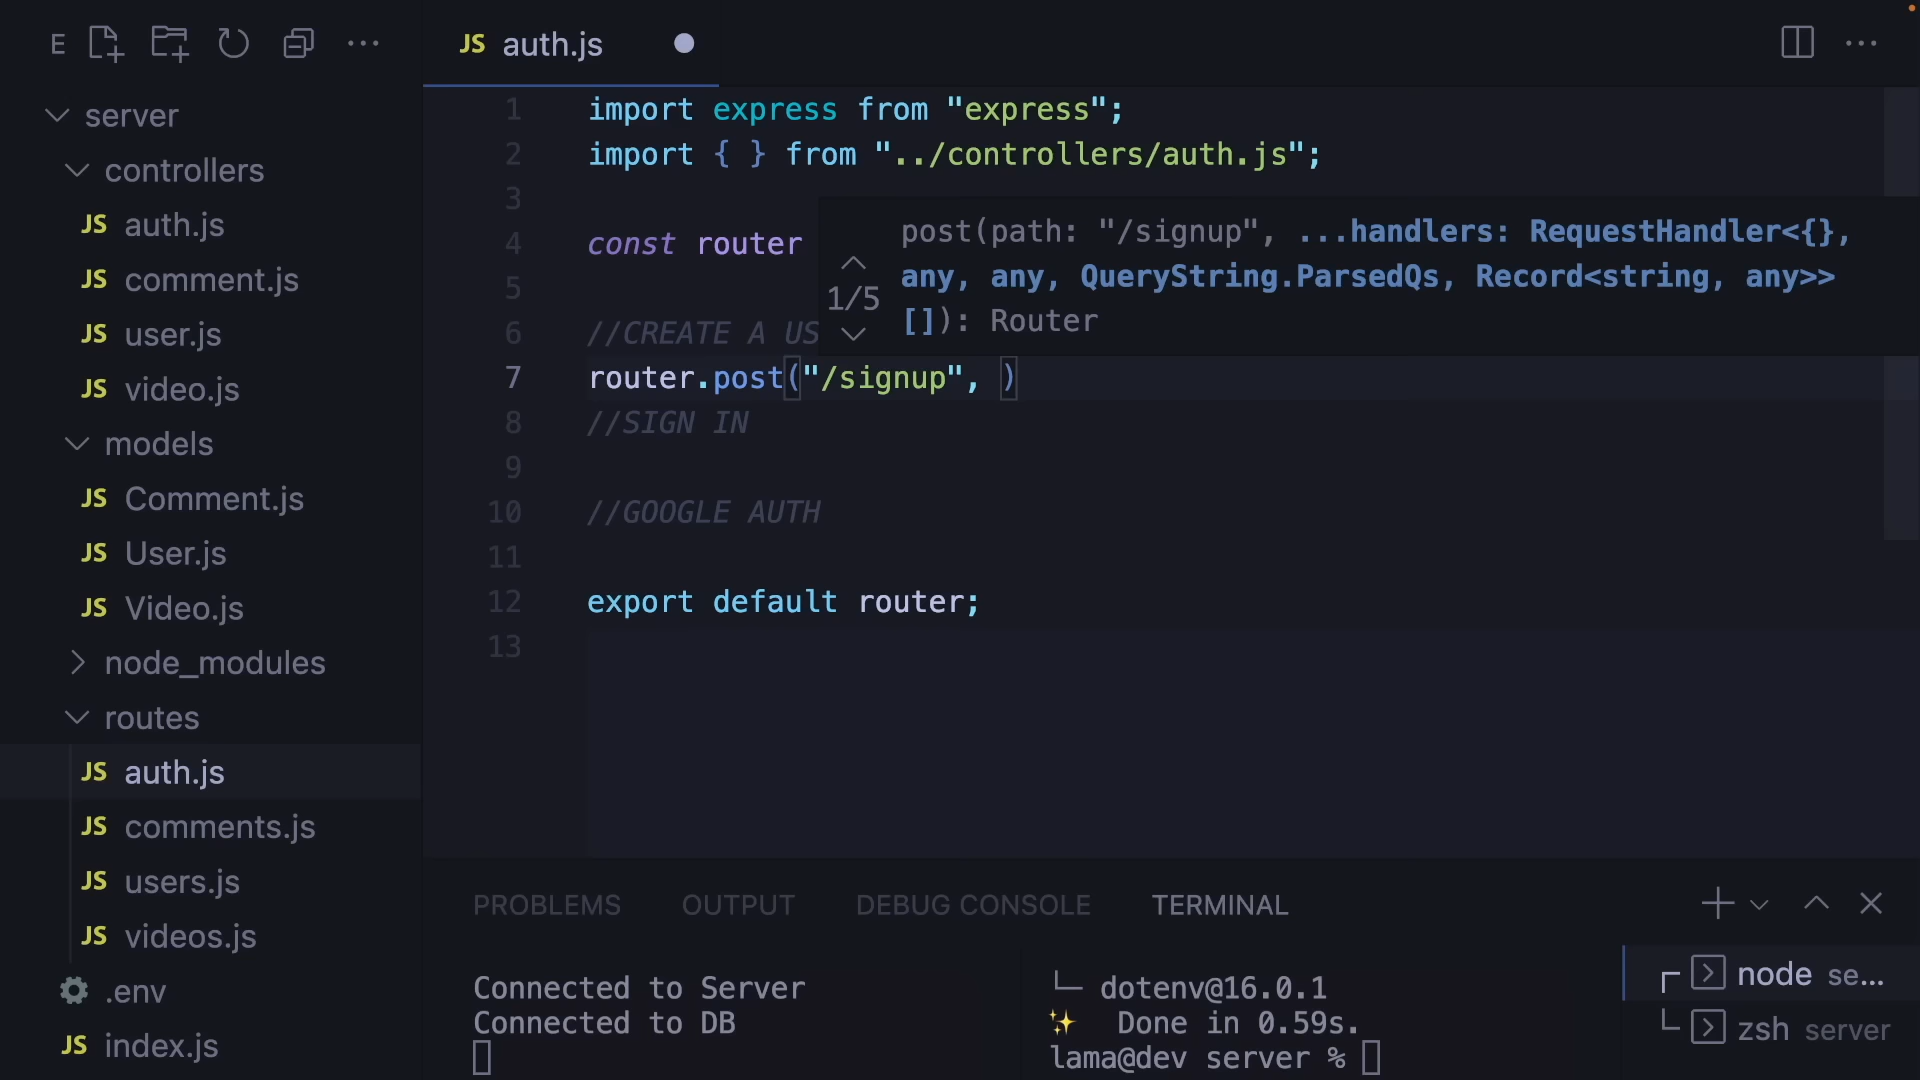 E
server
controllers
JS auth.js
JS comment.js
JS user.js
JS video.js
models
JS Comment.js
JS User.js
JS Video.js
node_modules
routes
JS auth.js
JS comments.js
JS users.js
JS videos.js
.env
JS index.js
JS auth.js
1 import express from "express";
2 import { } from "../controllers/auth.js";
3
4 const router
5
6 //CREATE A US
7 router.post("/signup", )
8 //SIGN IN
9
10 //GOOGLE AUTH
11
12 export default router;
13
1/5
post(path: "/signup", ...handlers: RequestHandler<{},
any, any, QueryString.ParsedQs, Record<string, any>>
[]): Router
PROBLEMS OUTPUT DEBUG CONSOLE TERMINAL
Connected to Server
Connected to DB
└─ dotenv@16.0.1
✨ Done in 0.59s.
lama@dev server %
node se...
zsh server